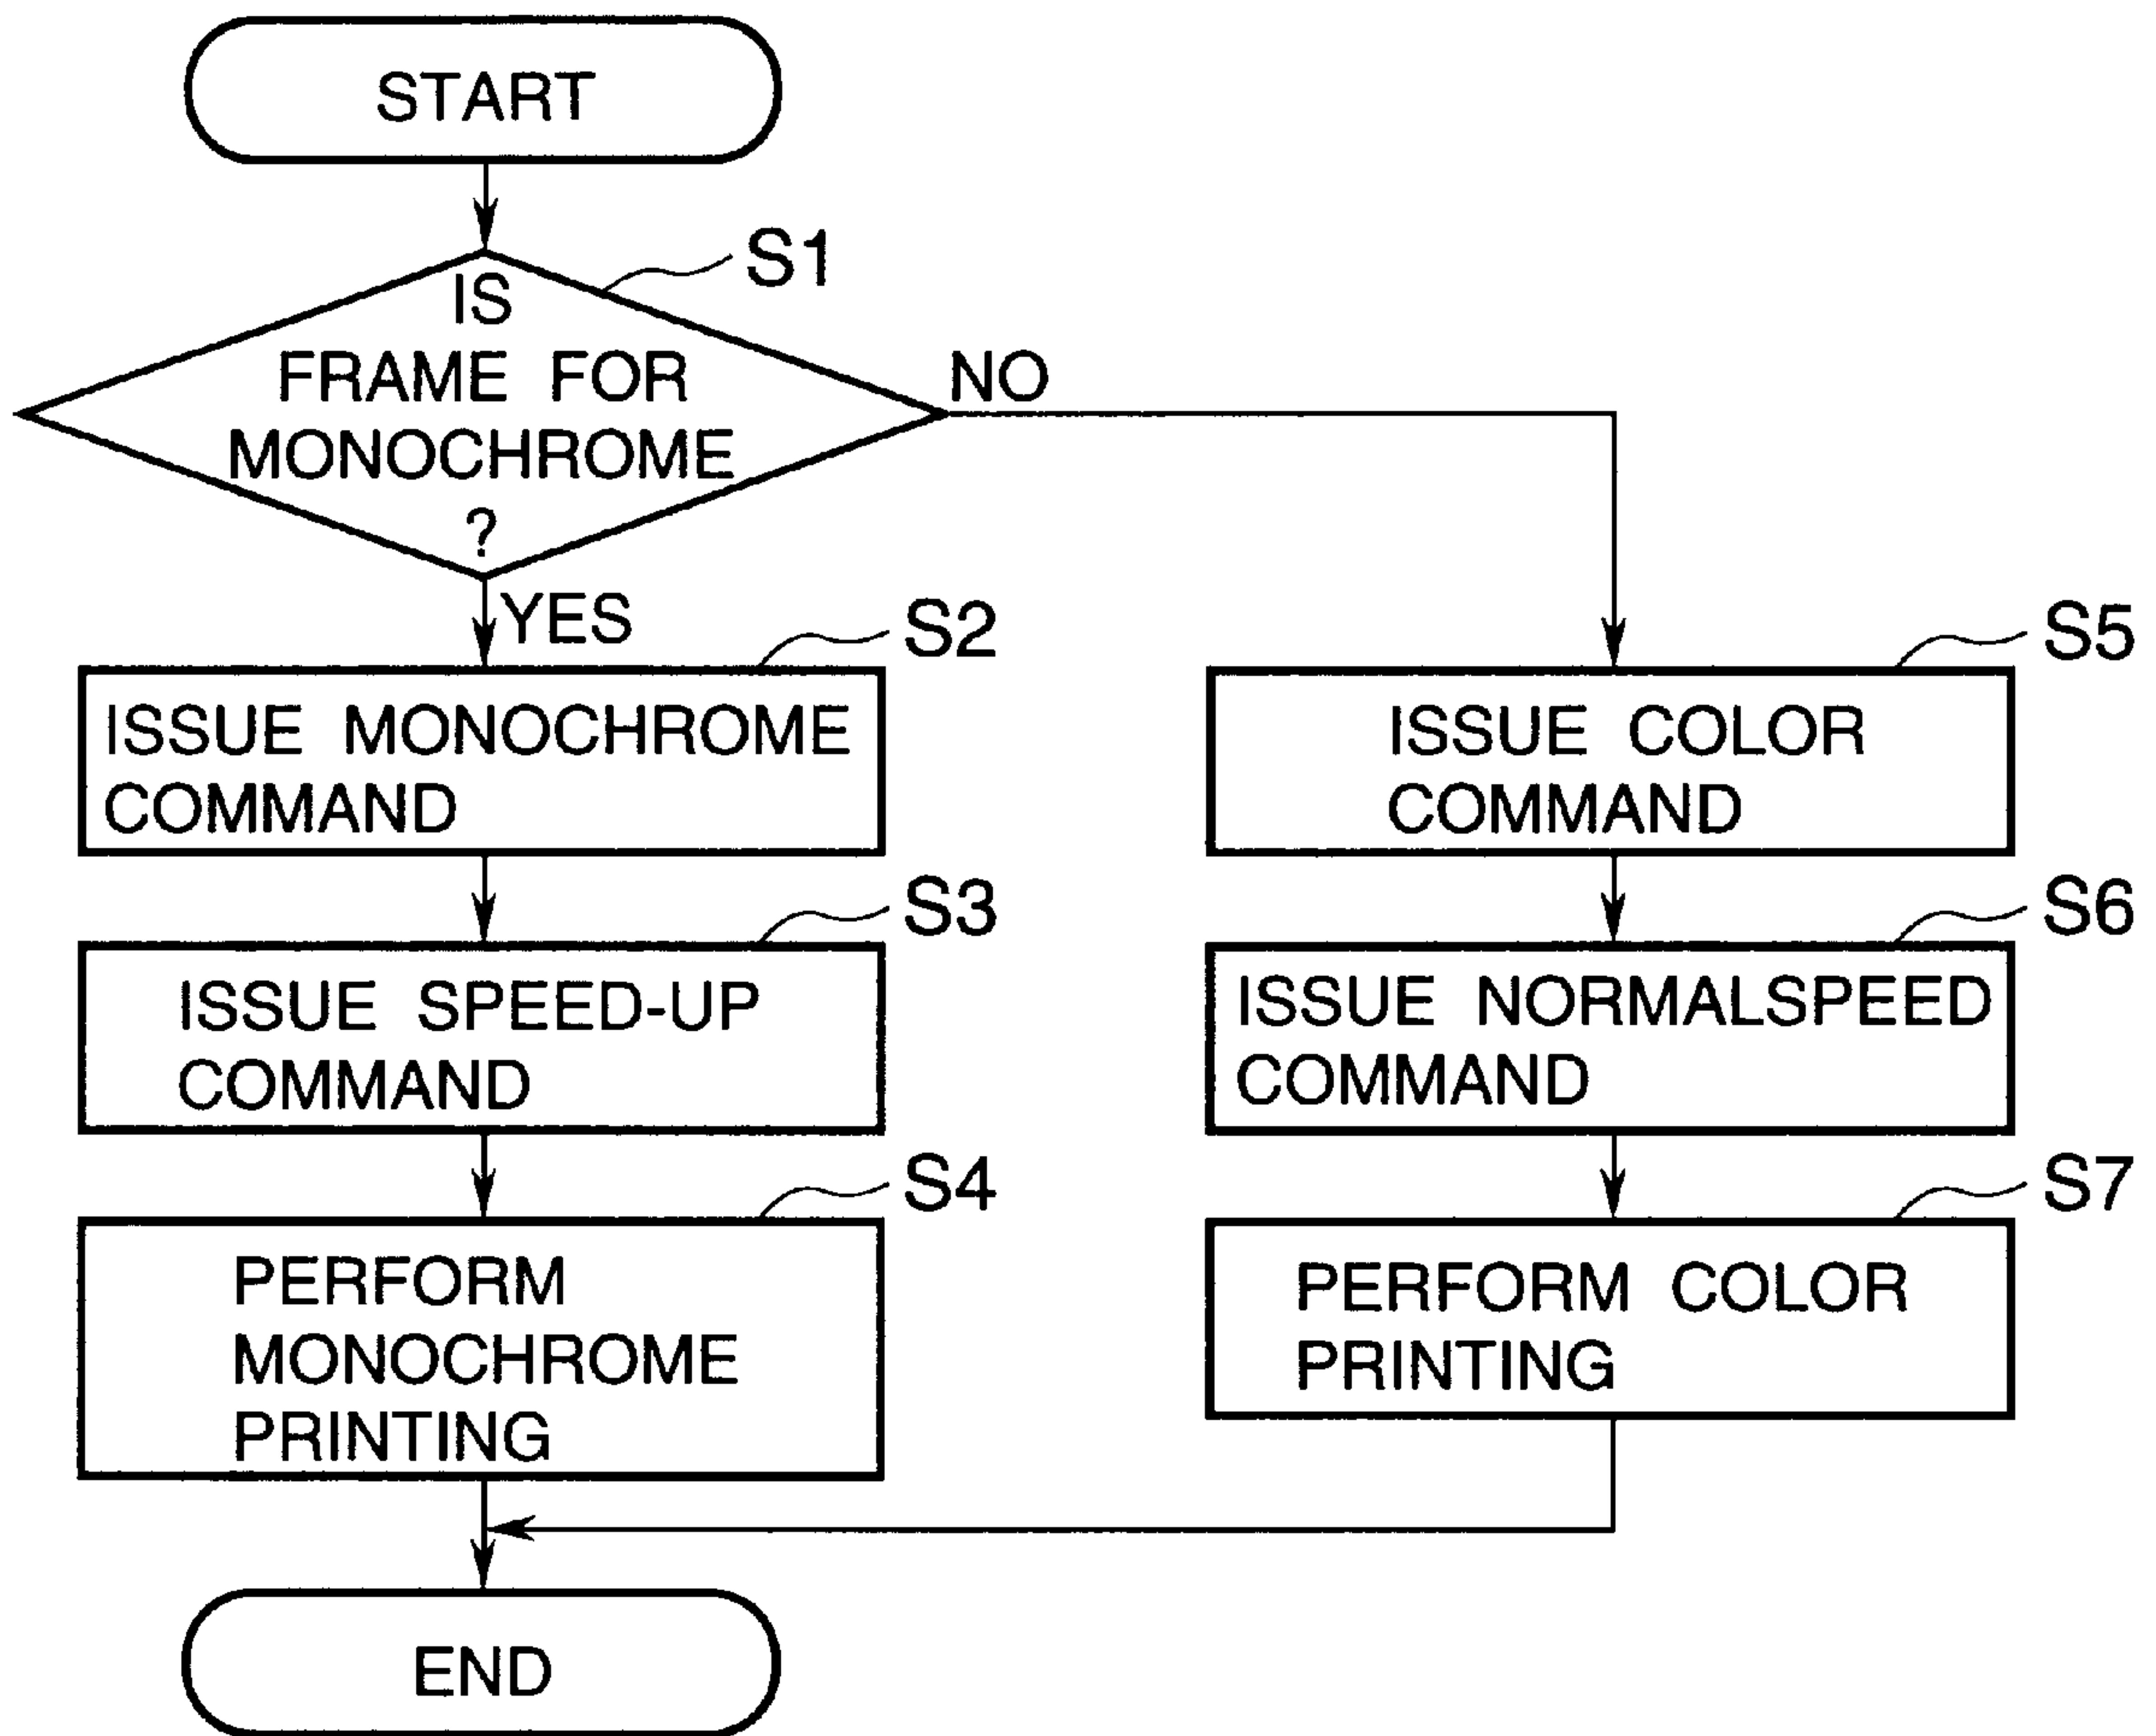 START
S1
IS
FRAME FOR
MONOCHROME
?
NO
YES
S2
ISSUE MONOCHROME
COMMAND
S3
ISSUE SPEED-UP
COMMAND
S4
PERFORM
MONOCHROME
PRINTING
S5
ISSUE COLOR
COMMAND
S6
ISSUE NORMALSPEED
COMMAND
S7
PERFORM COLOR
PRINTING
END